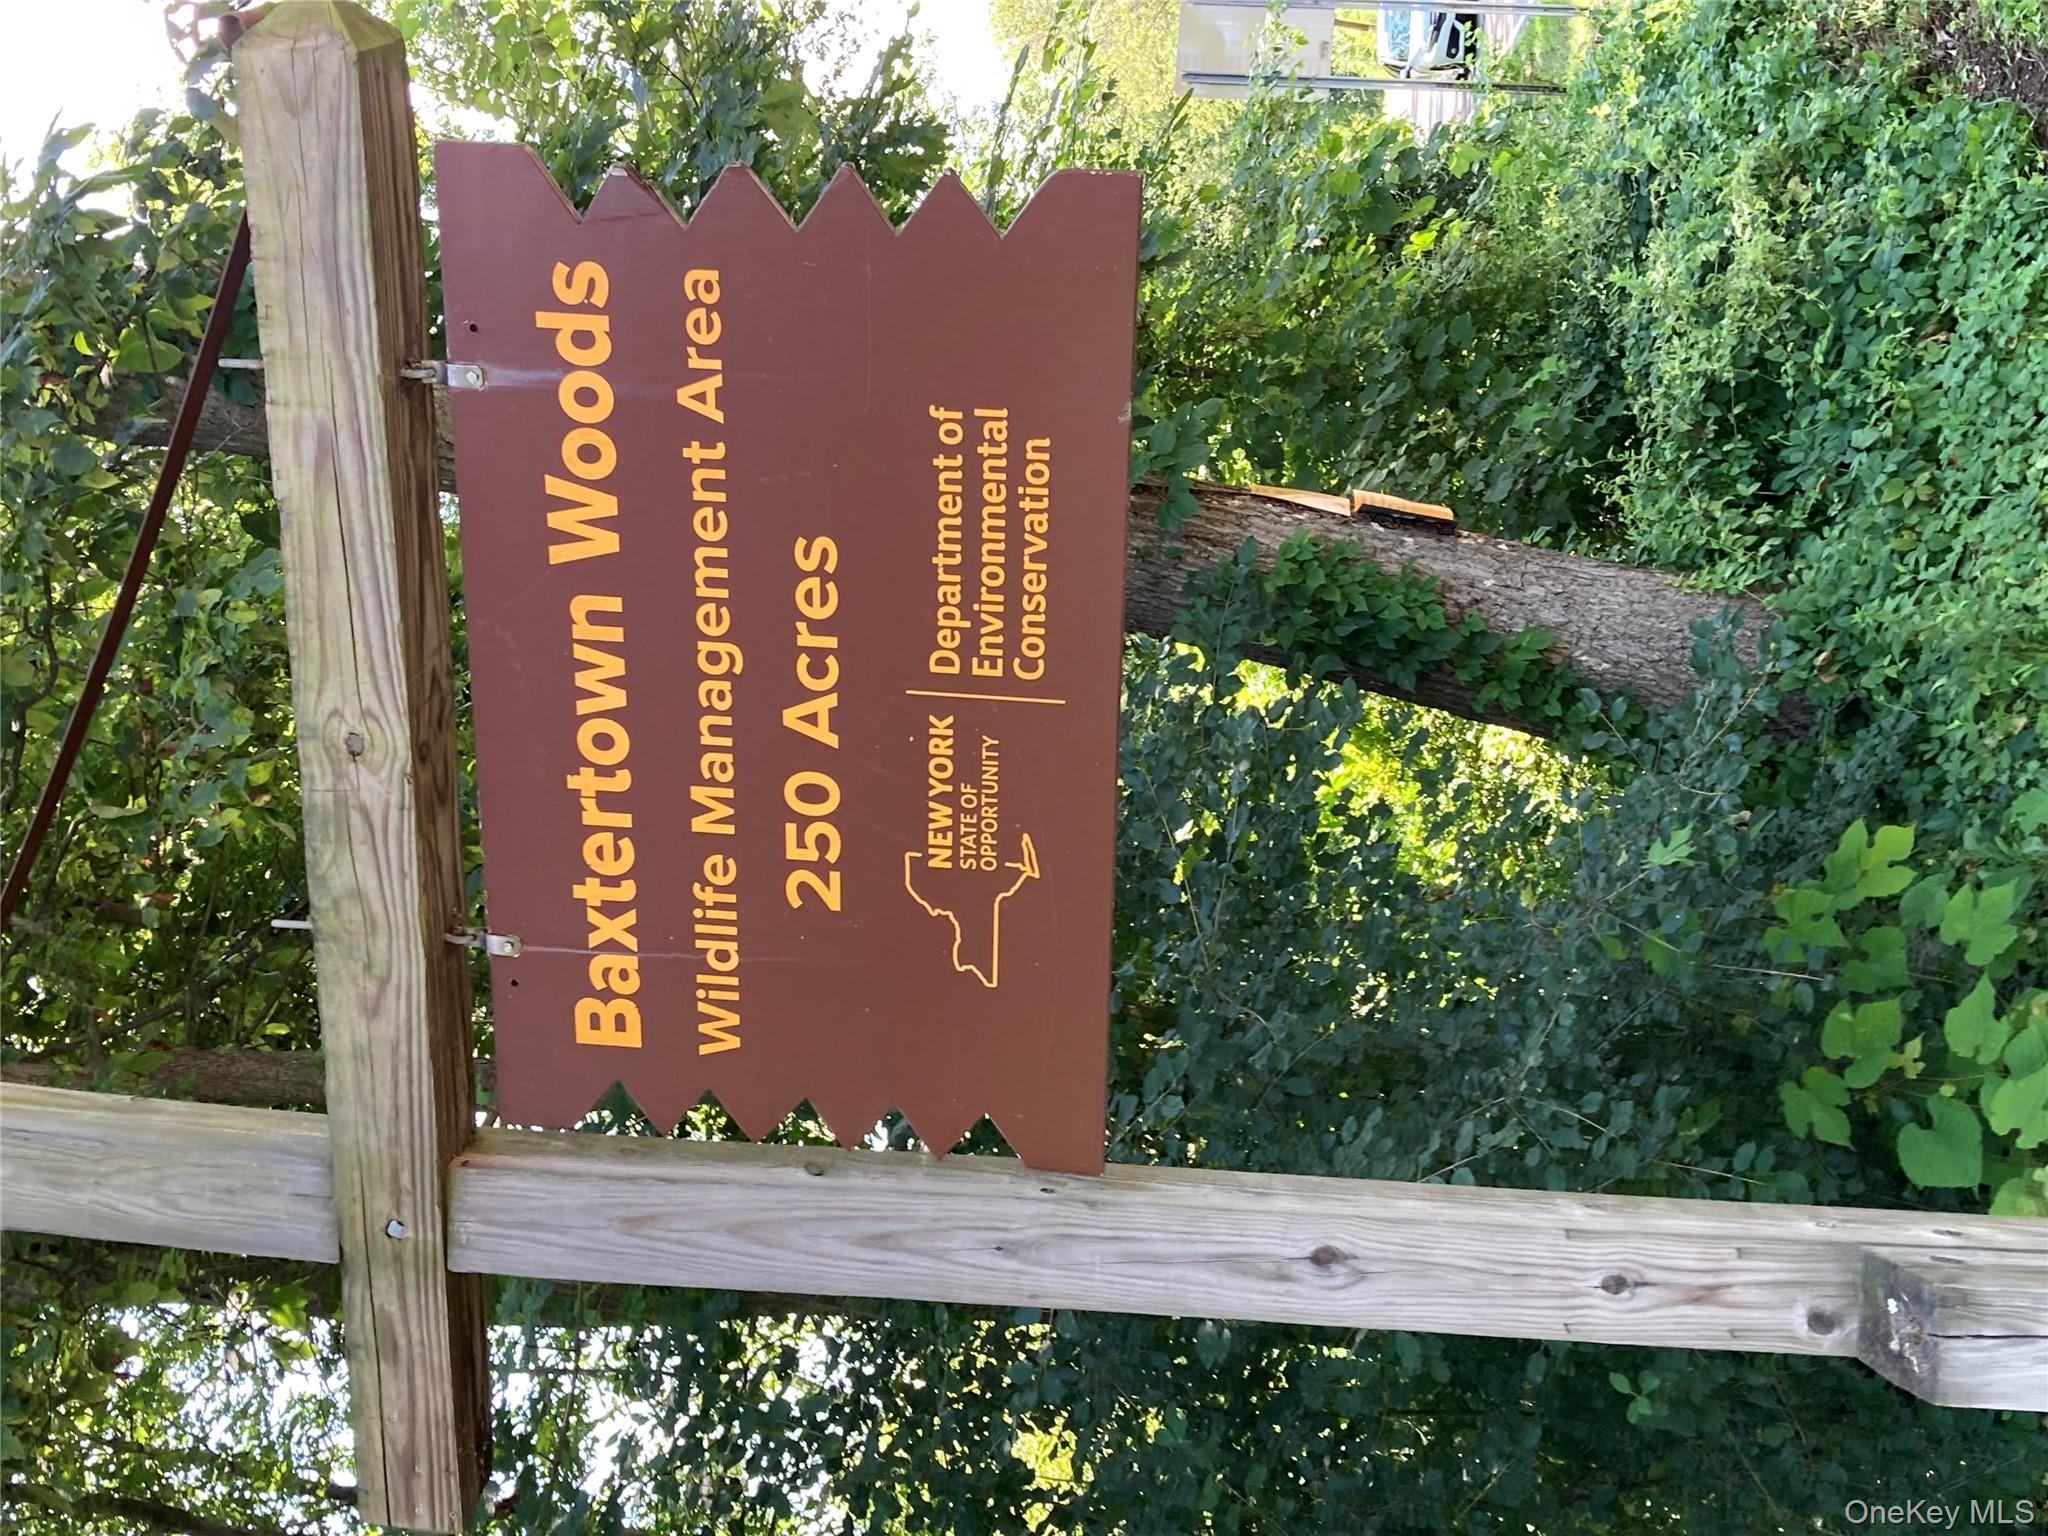 Baxtertown Woods
Wildlife Management Area
250 Acres
NEW YORK
STATE OF
OPPORTUNITY
Department of
Environmental
Conservation
OneKey MLS